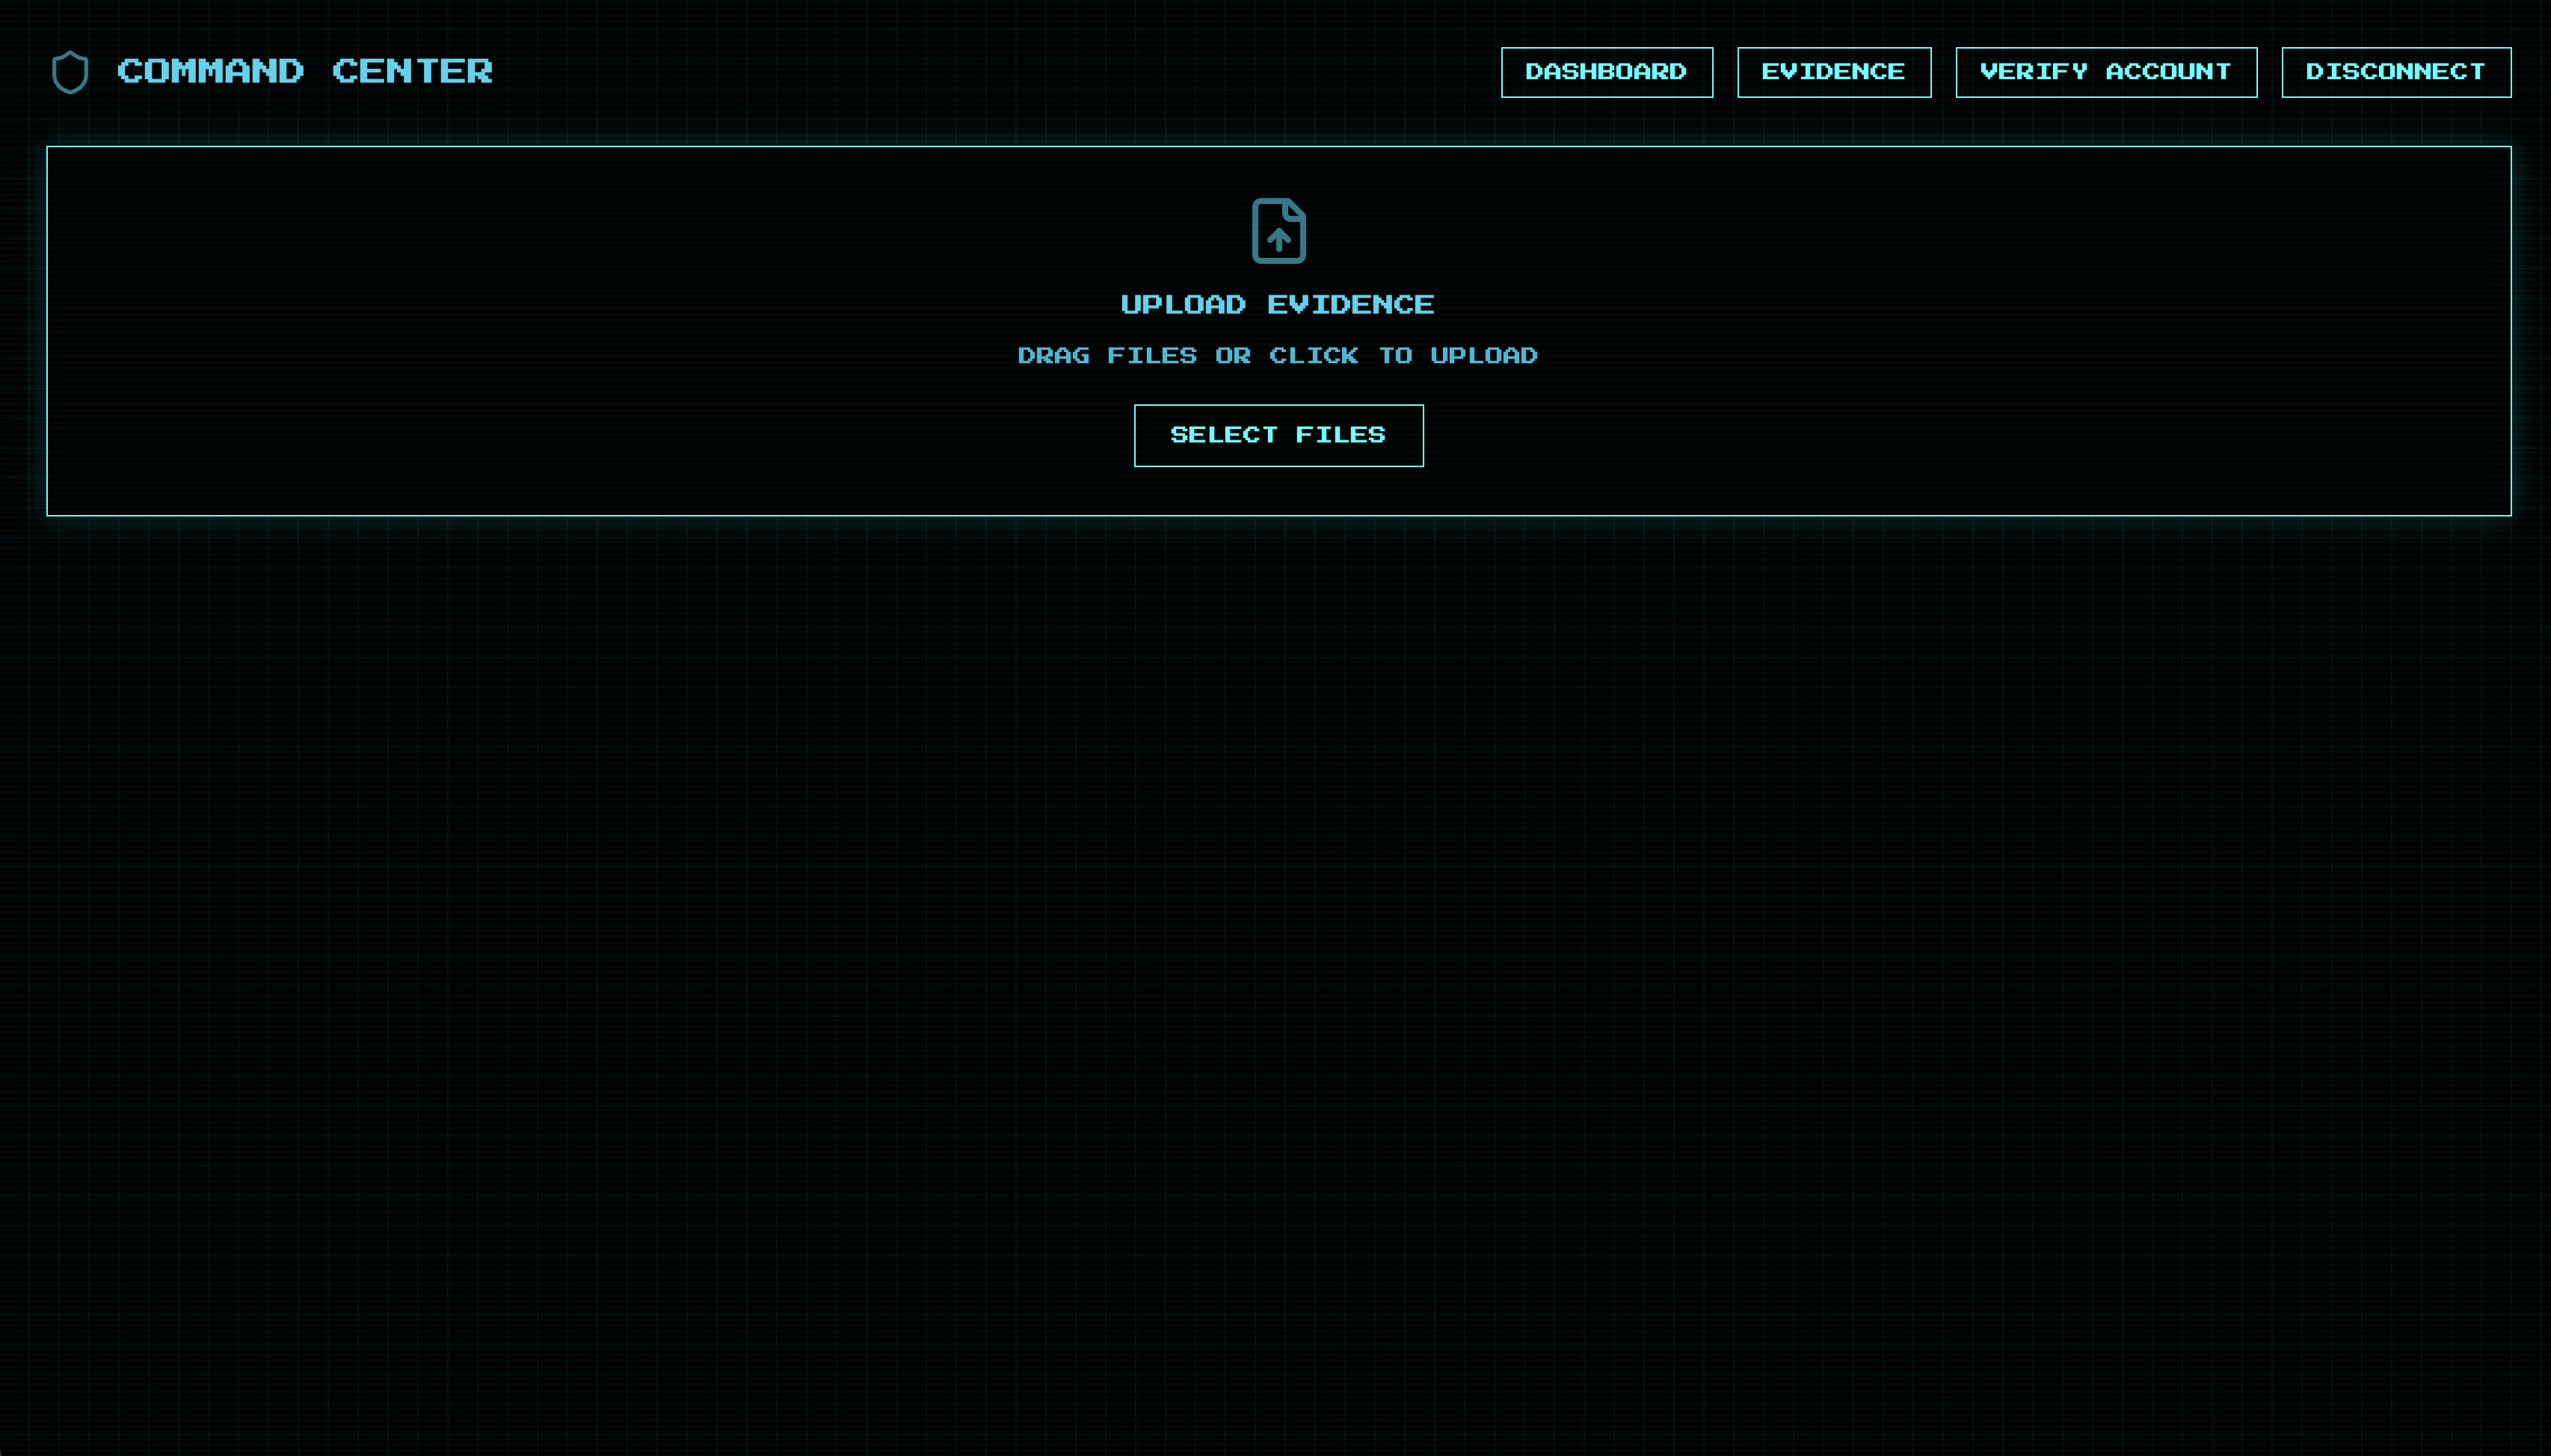 COMMAND CENTER
DASHBOARD
EVIDENCE
VERIFY ACCOUNT
DISCONNECT
UPLOAD EVIDENCE
DRAG FILES OR CLICK TO UPLOAD
SELECT FILES